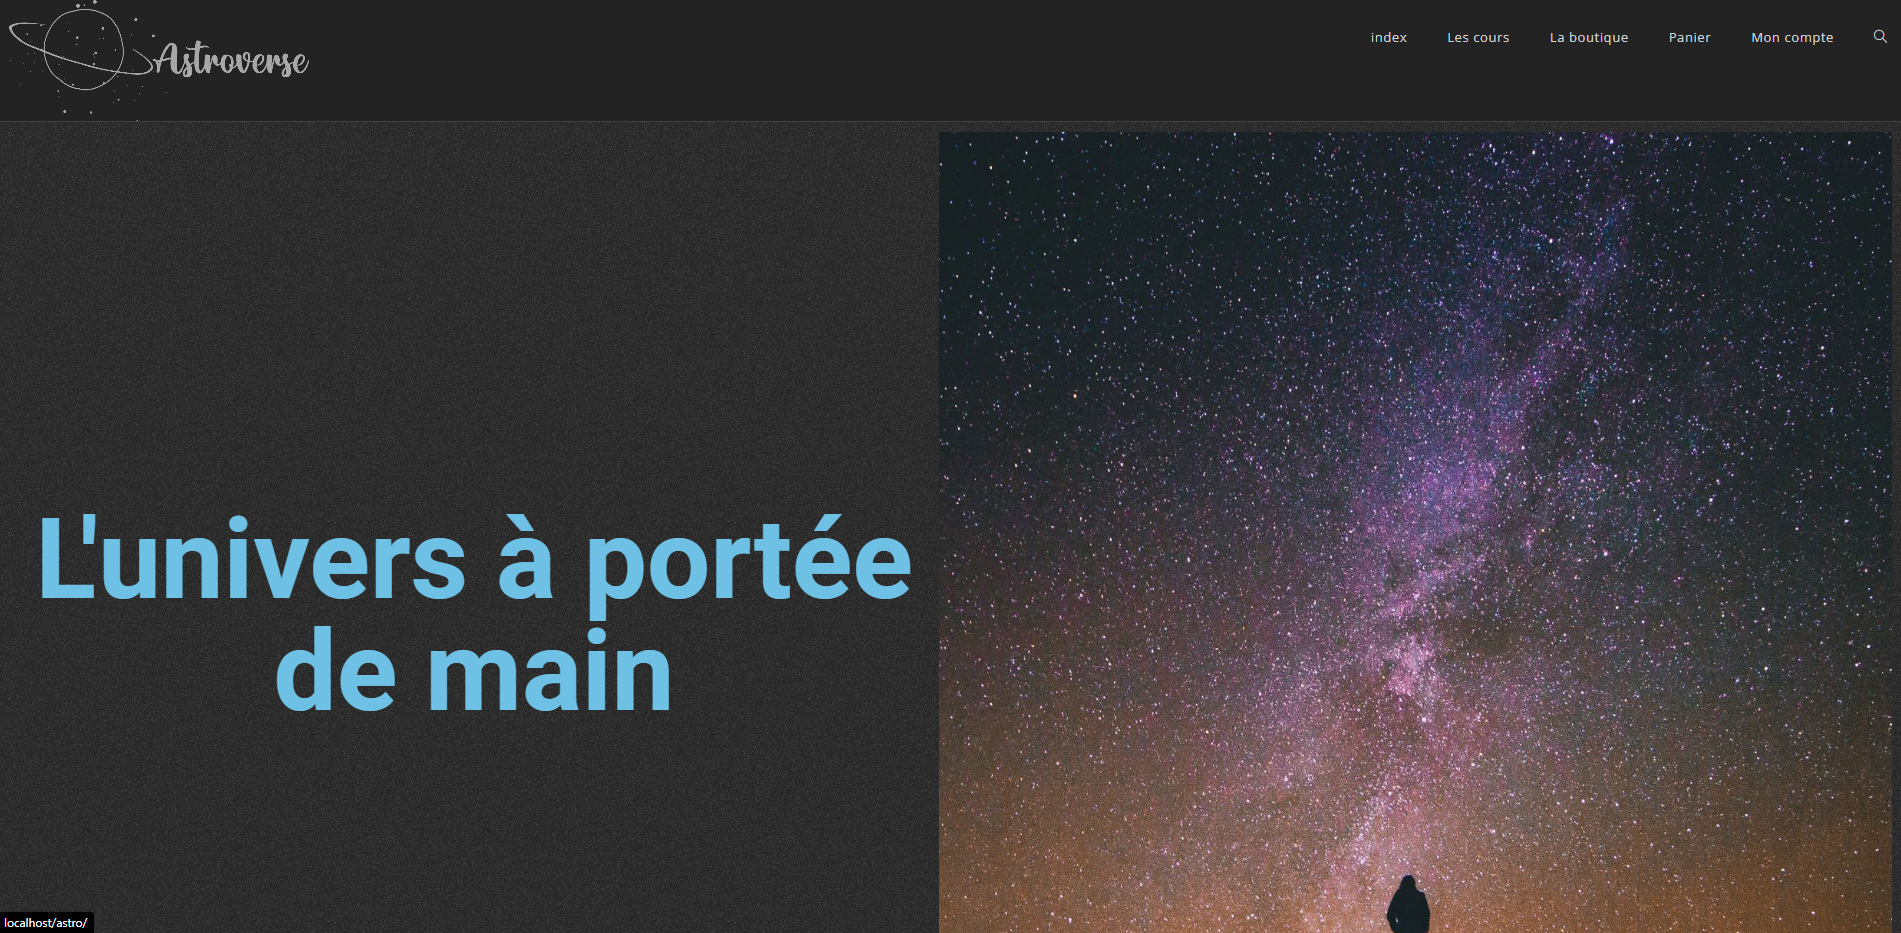 Astroverse
index
Les cours
La boutique
Panier
Mon compte
L'univers à portée
de main
localhost/astro/